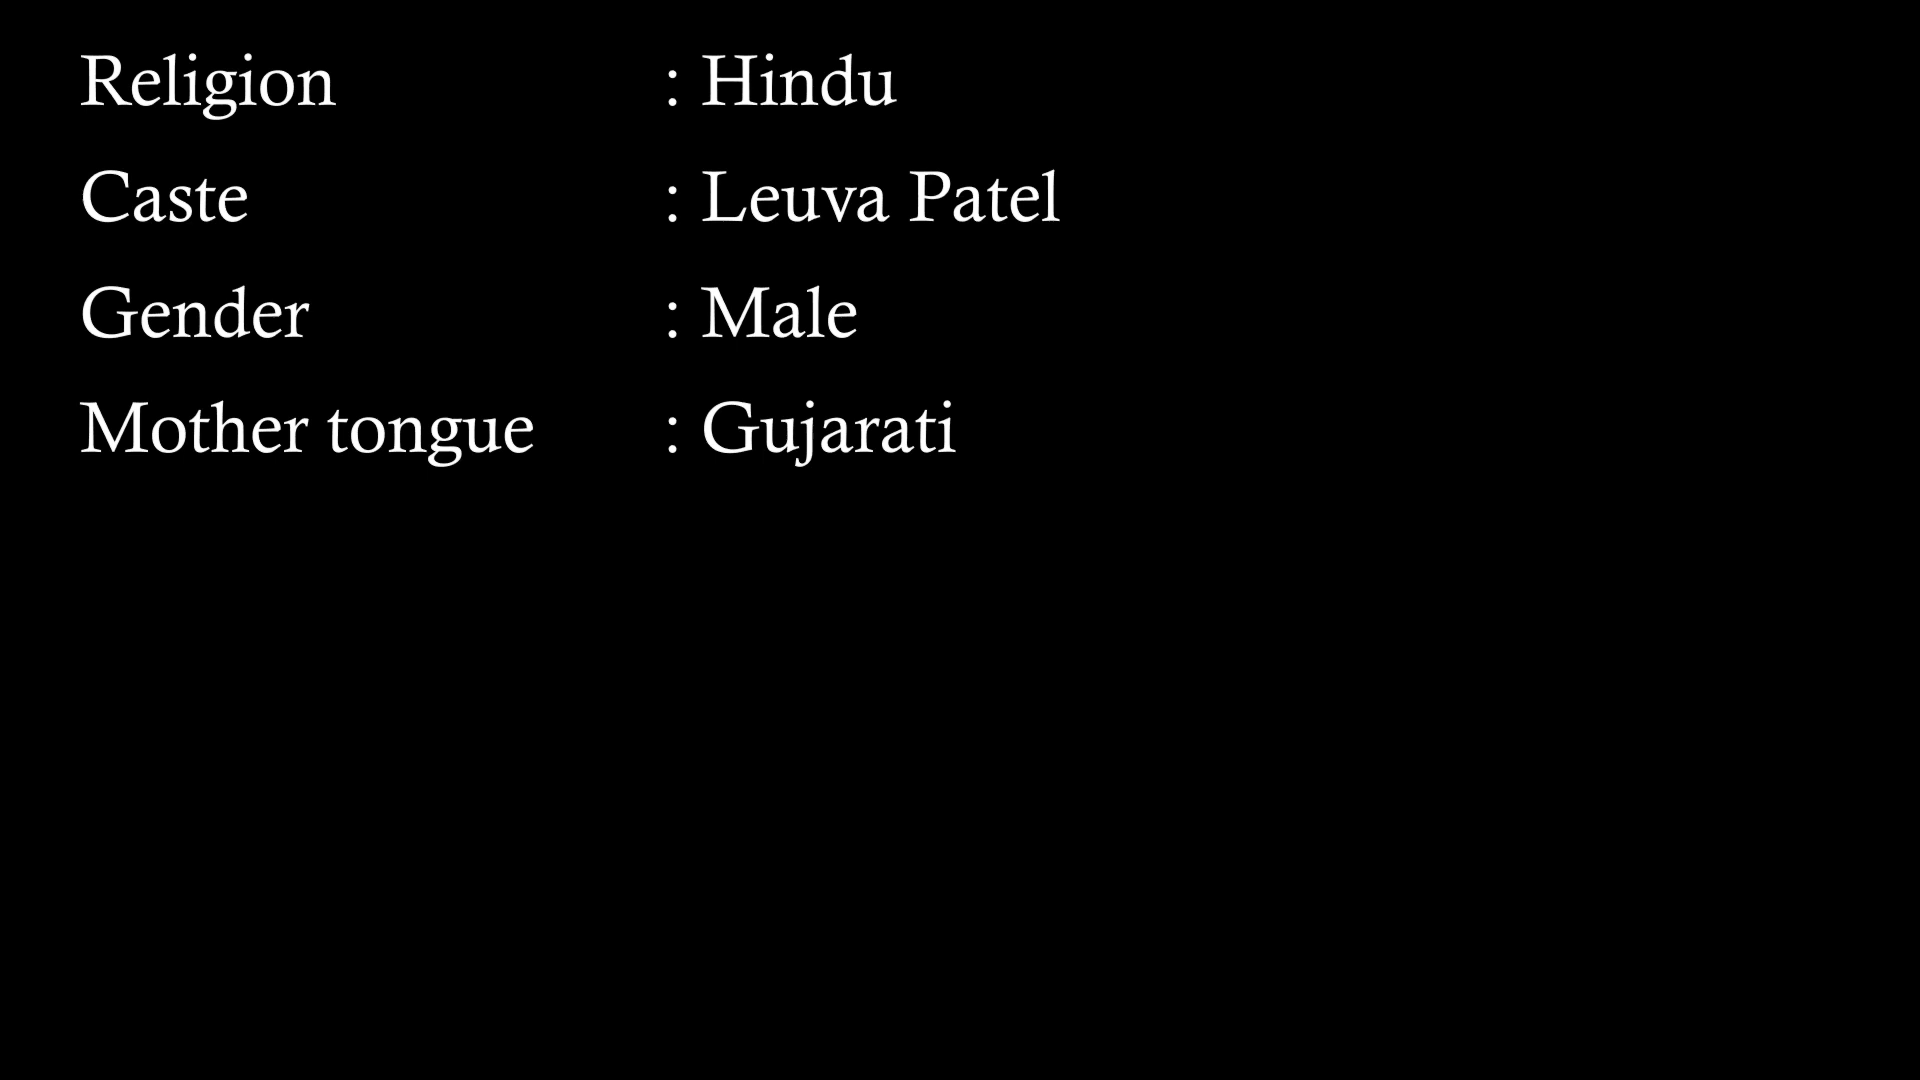 Religion : Hindu
Caste : Leuva Patel
Gender : Male
Mother tongue : Gujarati